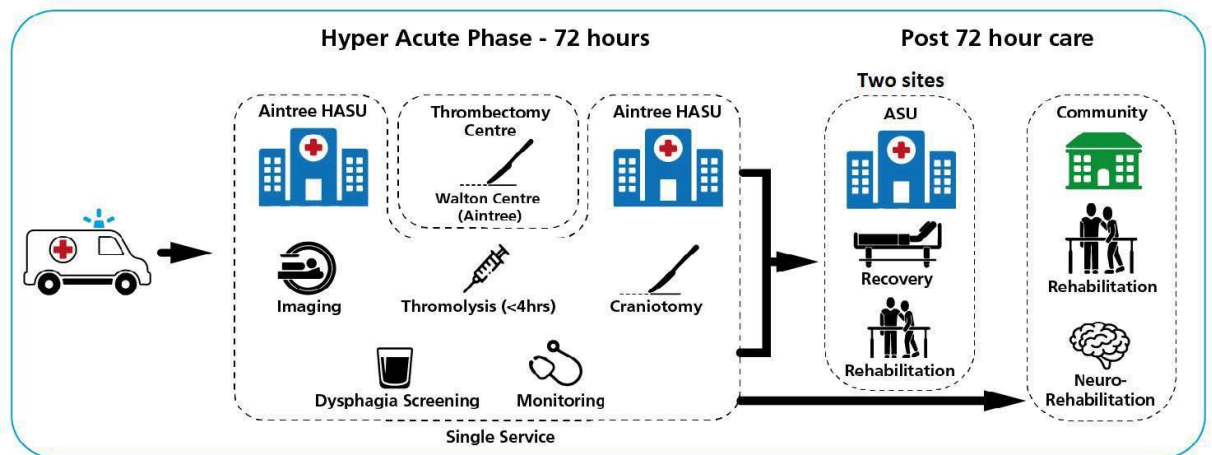 Hyper Acute Phase - 72 hours
Post 72 hour care
Two sites
Aintree HASU
Thrombectomy
Centre
Walton Centre
(Aintree)
Aintree HASU
ASU
Community
Imaging
Thromolysis (<4hrs)
Craniotomy
Recovery
Rehabilitation
Rehabilitation
Dysphagia Screening
Monitoring
Neuro-
Rehabilitation
Single Service